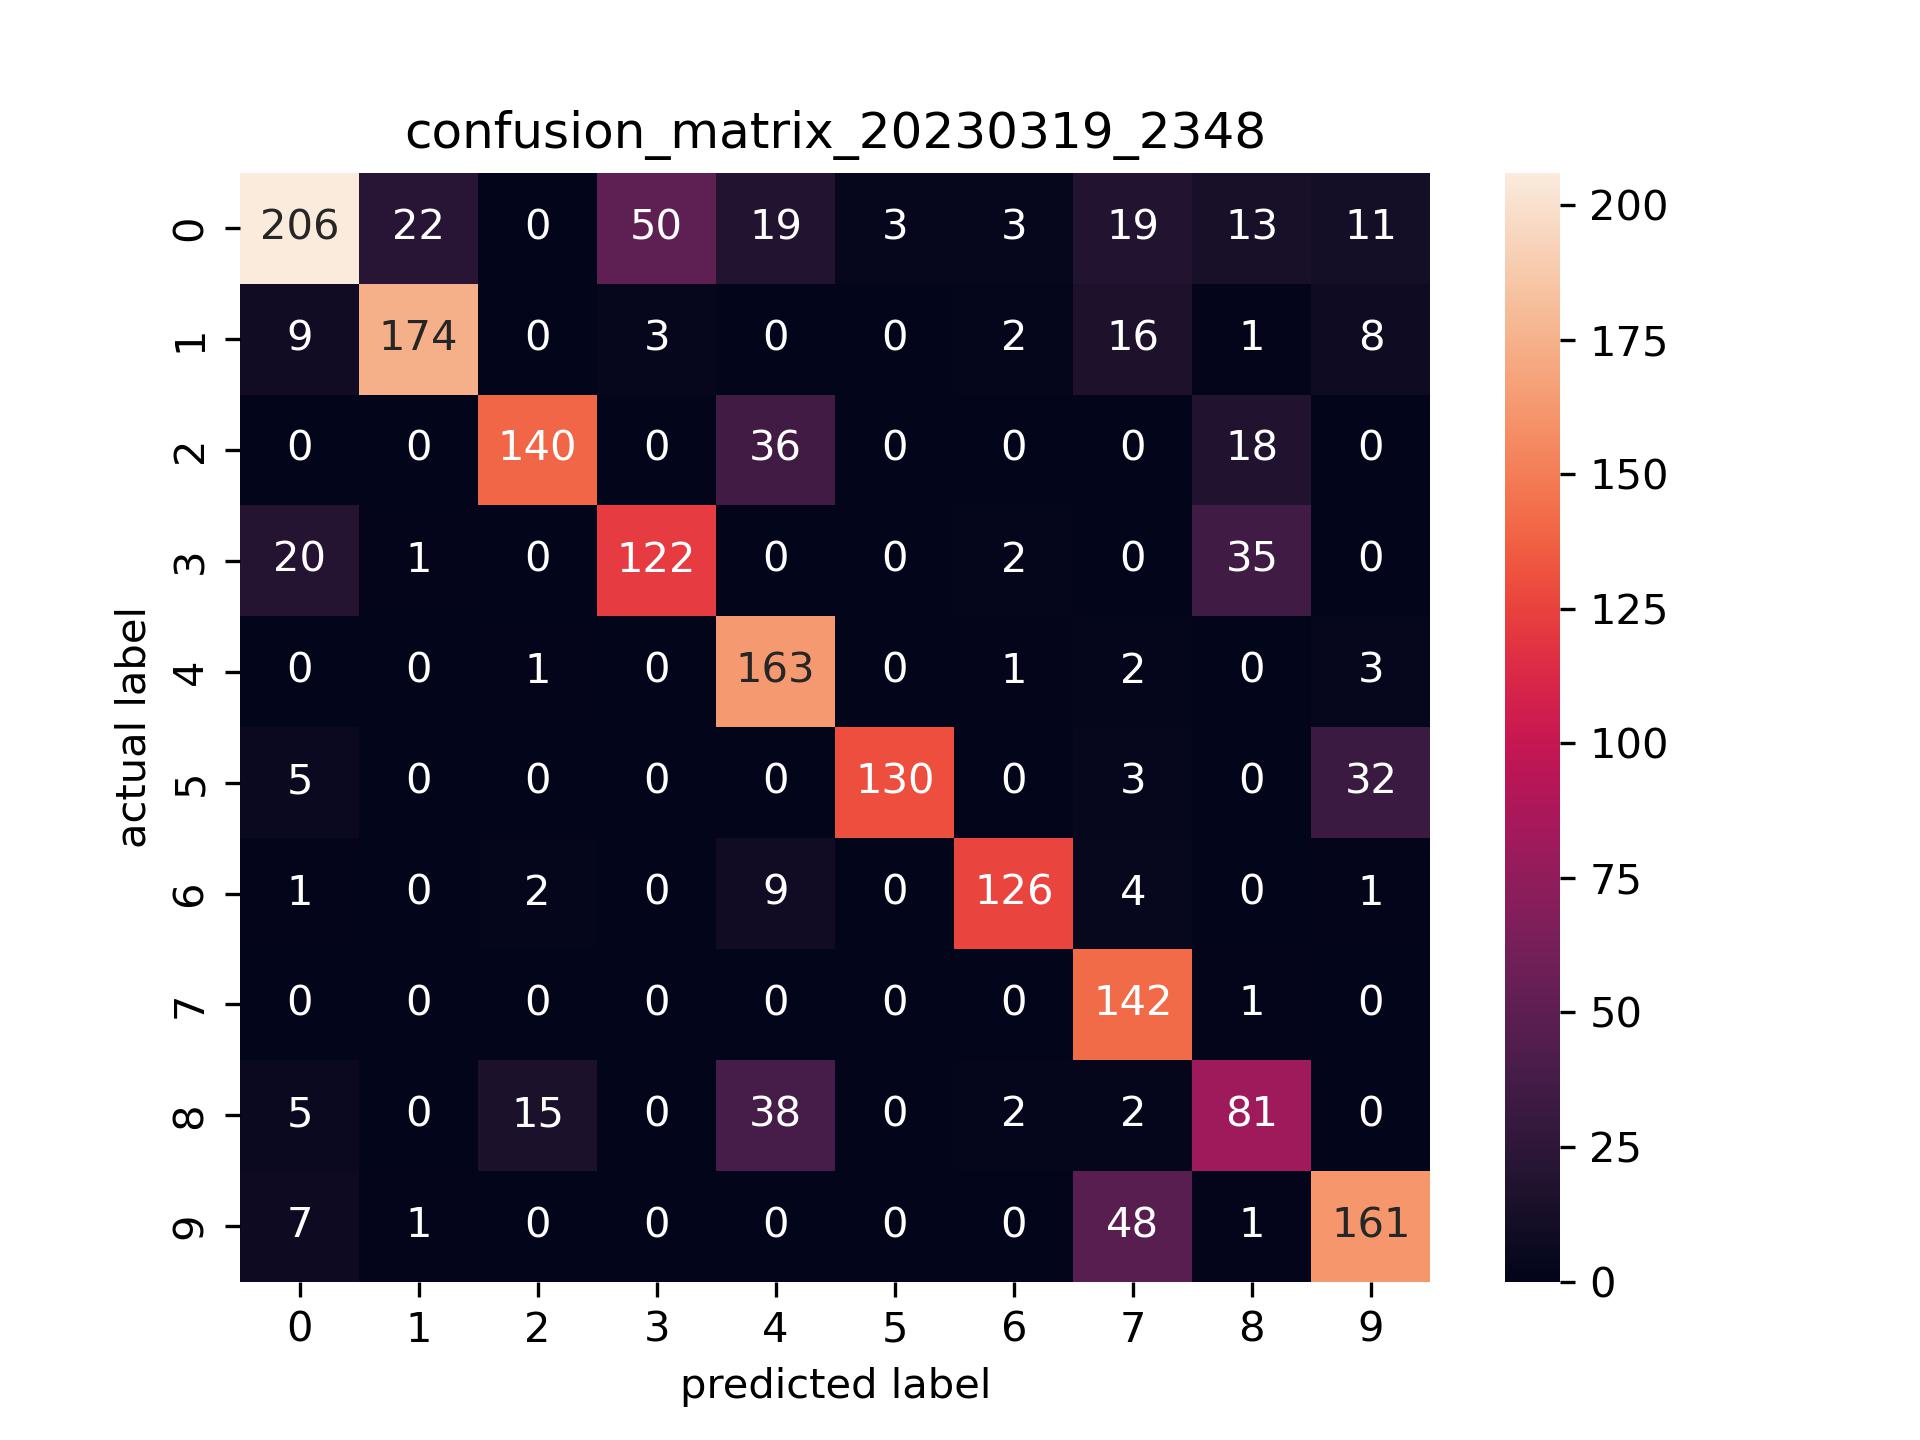 confusion_matrix_20230319_2348
0 206 22 0 50 19 3 3 19 13 11
1 9 174 0 3 0 0 2 16 1 8
2 0 0 140 0 36 0 0 0 18 0
3 20 1 0 122 0 0 2 0 35 0
4 0 0 1 0 163 0 1 2 0 3
5 5 0 0 0 0 130 0 3 0 32
6 1 0 2 0 9 0 126 4 0 1
7 0 0 0 0 0 0 0 142 1 0
8 5 0 15 0 38 0 2 2 81 0
9 7 1 0 0 0 0 0 48 1 161
0 1 2 3 4 5 6 7 8 9
predicted label
actual label
200
175
150
125
100
75
50
25
0